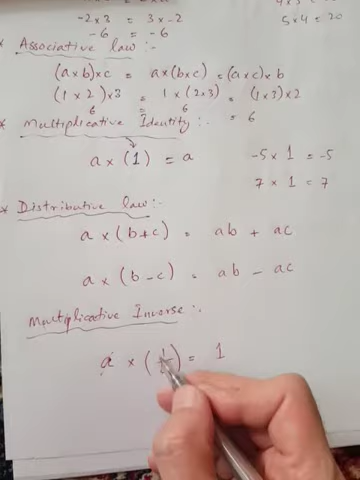 -2 x 3 = 3 x -2
-6 = -6
5 x 4 = 20
* Associative law :-
(a x b) x c = a x (b x c) = (a x c) x b
(1 x 2) x 3 = 1 x (2 x 3) = (1 x 3) x 2
6 = 6 = 6
* Multiplicative Identity :-
a x (1) = a
-5 x 1 = -5
7 x 1 = 7
* Distributive law :-
a x (b + c) = ab + ac
a x (b - c) = ab - ac
Multiplicative Inverse :.
a x (1/ ) = 1